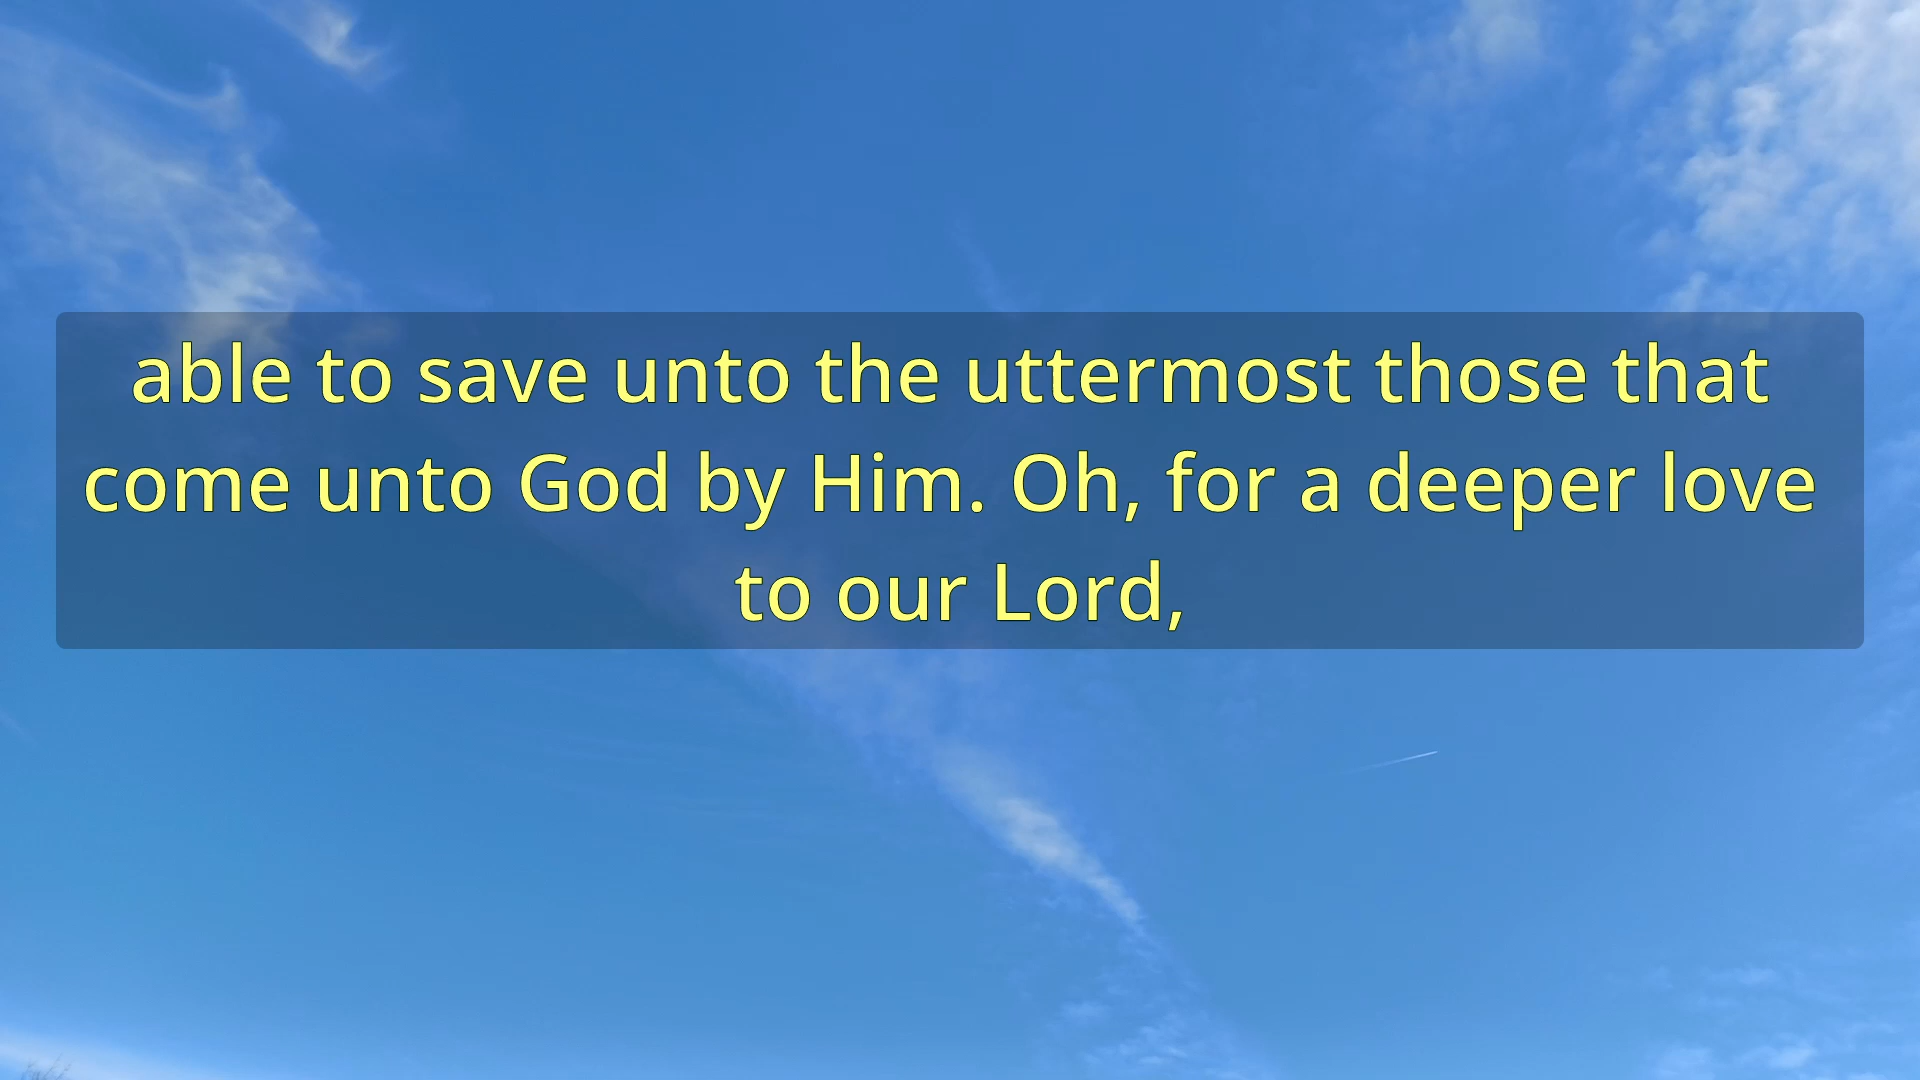 able to save unto the uttermost those that
come unto God by Him. Oh, for a deeper love
to our Lord,